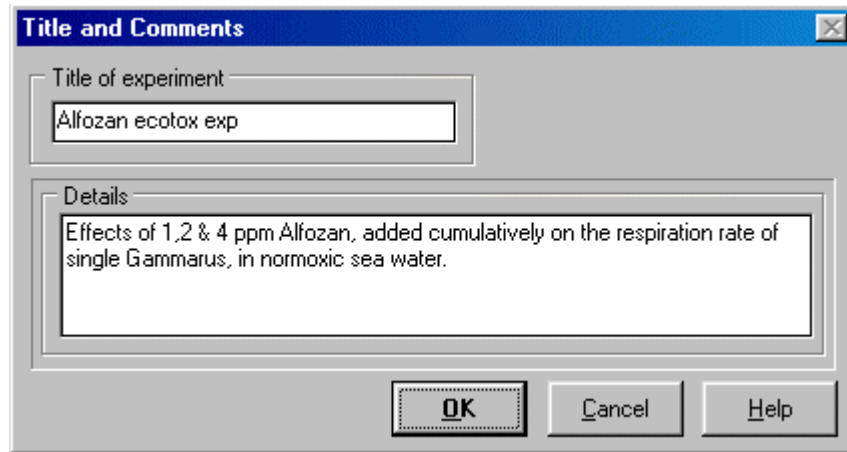 Title and Comments
Title of experiment
Alfozan ecotox exp
Details
Effects of 1,2 & 4 ppm Alfozan, added cumulatively on the respiration rate of
single Gammarus, in normoxic sea water.
OK
Cancel
Help